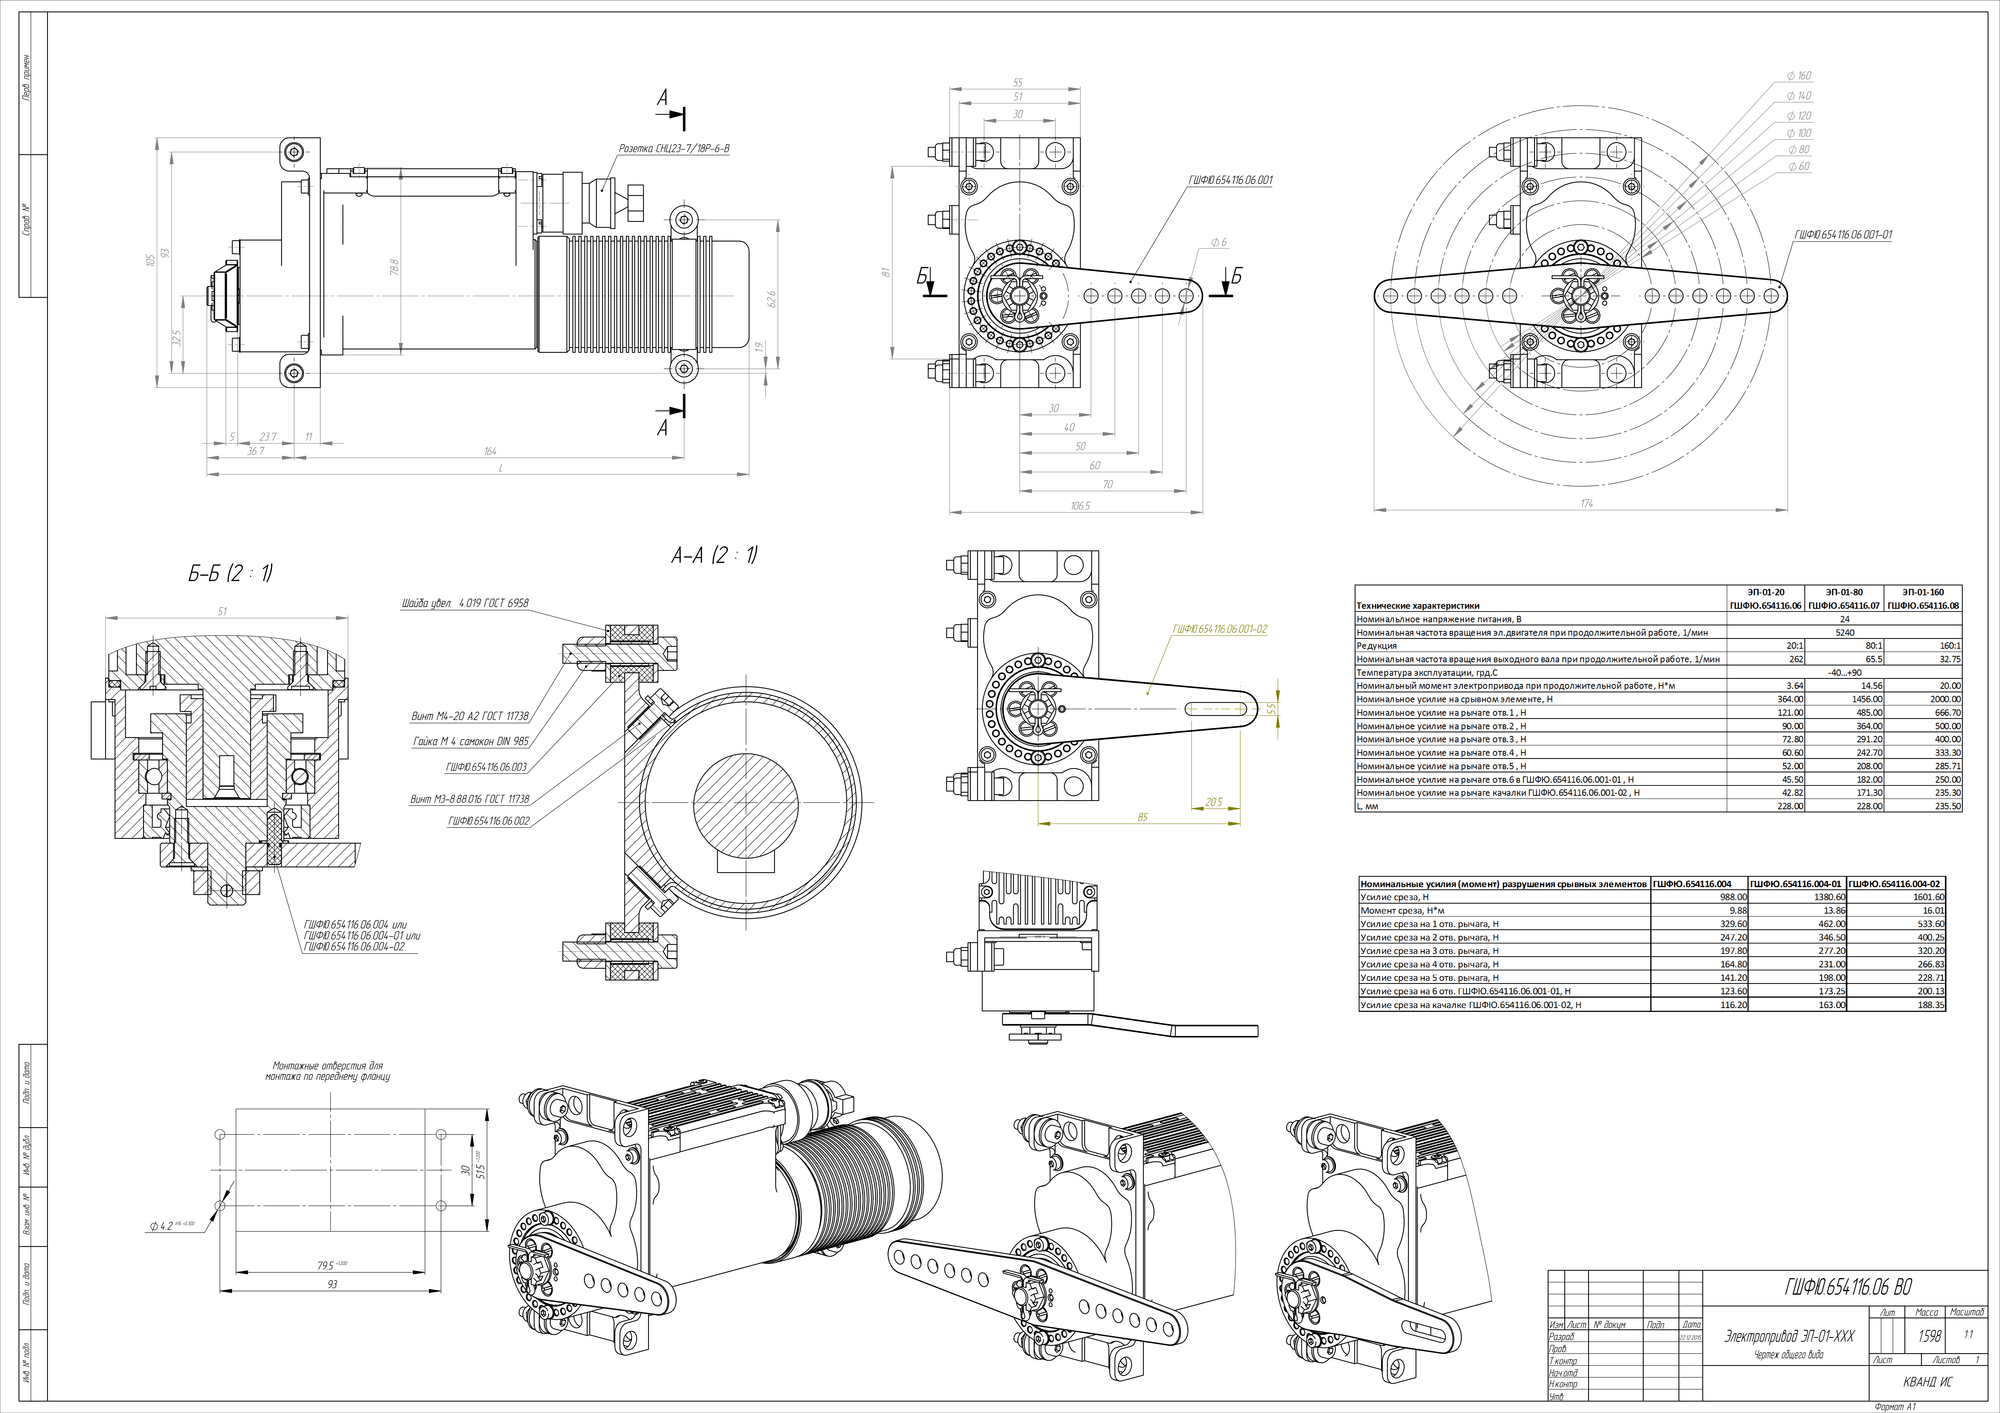 Перв. примен.
Справ. №
Подп. и дата
Инв. № дубл.
Взам. инв. №
Подп. и дата
Инв. № подл.
А
А
Розетка СНЦ23-7/18Р-6-В
105
93
32.5
78.8
62.6
1.9
5
23.7
11
36.7
164
L
55
51
30
81
ГШФЮ.654116.06.001
∅ 6
Б
Б
30
40
50
60
70
106.5
∅ 160
∅ 140
∅ 120
∅ 100
∅ 80
∅ 60
ГШФЮ.654116.06.001-01
174
Б-Б (2 : 1)
51
ГШФЮ.654116.06.004 или
ГШФЮ.654116.06.004-01 или
ГШФЮ.654116.06.004-02
А-А (2 : 1)
Шайба увел. 4.019 ГОСТ 6958
Винт М4-20 А2 ГОСТ 11738
Гайка М 4 самокон DIN 985
ГШФЮ.654116.06.003
Винт М3-8.88.016 ГОСТ 11738
ГШФЮ.654116.06.002
ГШФЮ.654116.06.001-02
5.5
20.5
85
Технические характеристики ЭП-01-20 ГШФЮ.654116.06 ЭП-01-80 ГШФЮ.654116.07 ЭП-01-160 ГШФЮ.654116.08
Номинальлное напряжение питания, В 24
Номинальная частота вращения эл.двигателя при продолжительной работе, 1/мин 5240
Редукция 20:1 80:1 160:1
Номинальная частота вращения выходного вала при продолжительной работе, 1/мин 262 65.5 32.75
Температура эксплуатации, грд.С -40...+90
Номинальный момент электропривода при продолжительной работе, Н*м 3.64 14.56 20.00
Номинальное усилие на срывном элементе, Н 364.00 1456.00 2000.00
Номинальное усилие на рычаге отв.1 , Н 121.00 485.00 666.70
Номинальное усилие на рычаге отв.2 , Н 90.00 364.00 500.00
Номинальное усилие на рычаге отв.3 , Н 72.80 291.20 400.00
Номинальное усилие на рычаге отв.4 , Н 60.60 242.70 333.30
Номинальное усилие на рычаге отв.5 , Н 52.00 208.00 285.71
Номинальное усилие на рычаге отв.6 в ГШФЮ.654116.06.001-01 , Н 45.50 182.00 250.00
Номинальное усилие на рычаге качалки ГШФЮ.654116.06.001-02 , Н 42.82 171.30 235.30
L, мм 228.00 228.00 235.50
Номинальные усилия (момент) разрушения срывных элементов ГШФЮ.654116.004 ГШФЮ.654116.004-01 ГШФЮ.654116.004-02
Усилие среза, Н 988.00 1380.60 1601.60
Момент среза, Н*м 9.88 13.86 16.01
Усилие среза на 1 отв. рычага, Н 329.60 462.00 533.60
Усилие среза на 2 отв. рычага, Н 247.20 346.50 400.25
Усилие среза на 3 отв. рычага, Н 197.80 277.20 320.20
Усилие среза на 4 отв. рычага, Н 164.80 231.00 266.83
Усилие среза на 5 отв. рычага, Н 141.20 198.00 228.71
Усилие среза на 6 отв. ГШФЮ.654116.06.001-01, Н 123.60 173.25 200.13
Усилие среза на качалке ГШФЮ.654116.06.001-02, Н 116.20 163.00 188.35
Монтажные отверстия для
монтажа по переднему фланцу
30
51.5
∅ 4.2
79.5
93
ГШФЮ.654116.06 ВО
Электропривод ЭП-01-ХХХ
Чертеж общего вида
Лит. Масса Масштаб
1.598 1:1
Лист Листов 1
КВАНД ИС
Изм. Лист № докум. Подп. Дата
Разраб. 22.12.2015
Пров.
Т.контр.
Нач.отд.
Н.контр.
Утв.
Формат А1